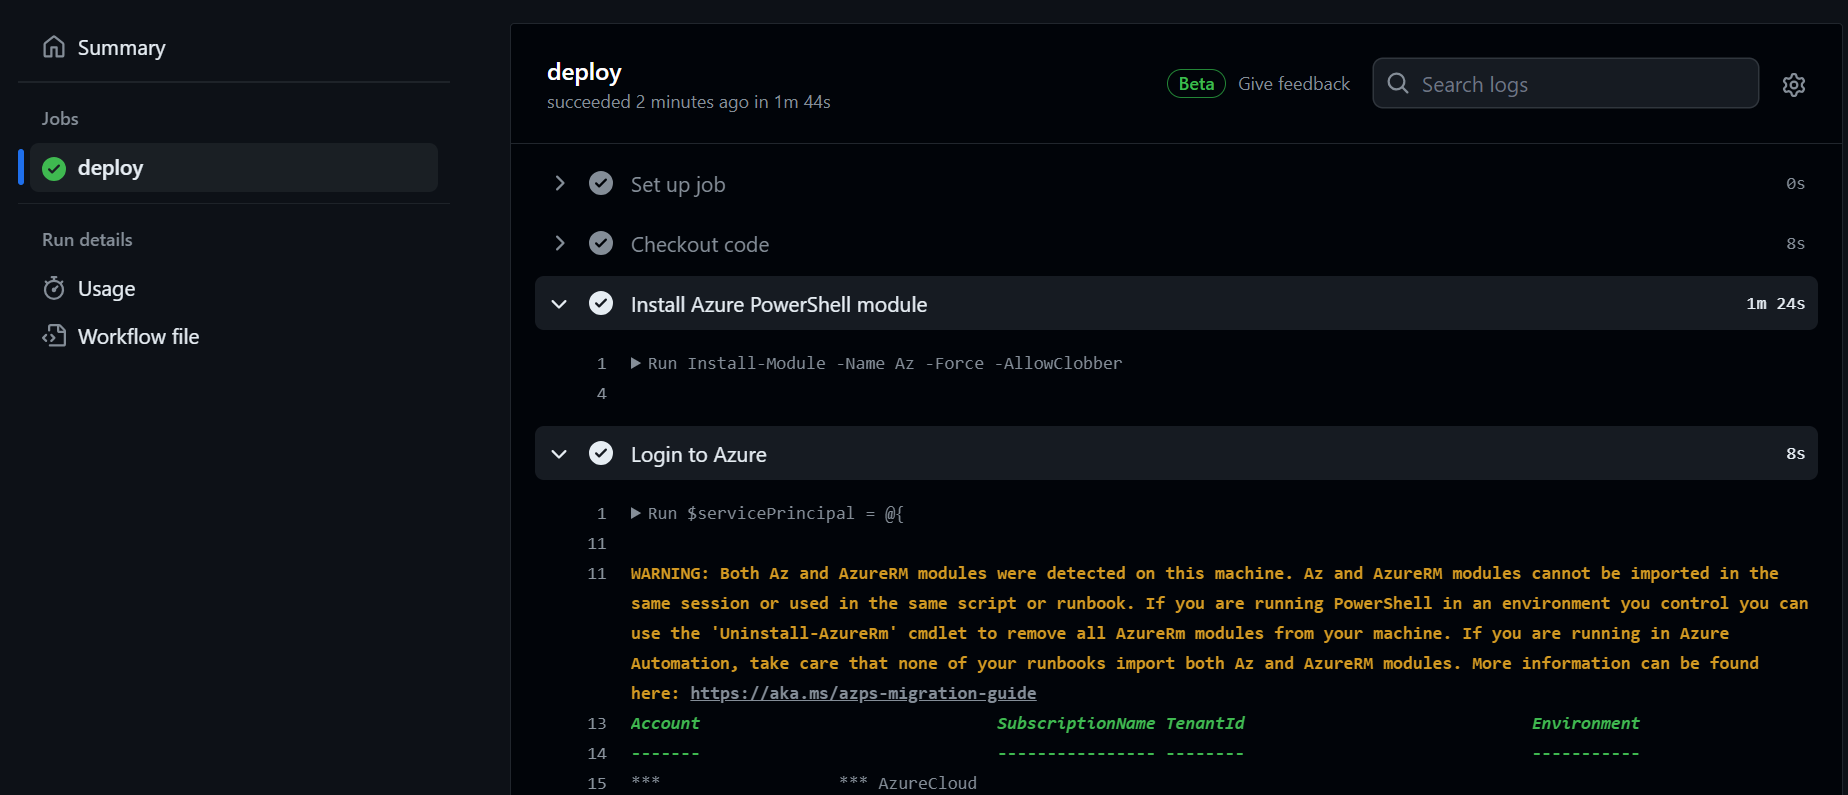 Summary
Jobs
deploy
Run details
Usage
Workflow file
deploy
succeeded 2 minutes ago in 1m 44s
Beta Give feedback
Search logs
Set up job 0s
Checkout code 8s
Install Azure PowerShell module 1m 24s
1 Run Install-Module -Name Az -Force -AllowClobber
4
Login to Azure 8s
1 Run $servicePrincipal = @{
11
11 WARNING: Both Az and AzureRM modules were detected on this machine. Az and AzureRM modules cannot be imported in the
same session or used in the same script or runbook. If you are running PowerShell in an environment you control you can
use the 'Uninstall-AzureRm' cmdlet to remove all AzureRm modules from your machine. If you are running in Azure
Automation, take care that none of your runbooks import both Az and AzureRM modules. More information can be found
here: https://aka.ms/azps-migration-guide
13 Account SubscriptionName TenantId Environment
14 ------- ---------------- -------- -----------
15 *** *** AzureCloud